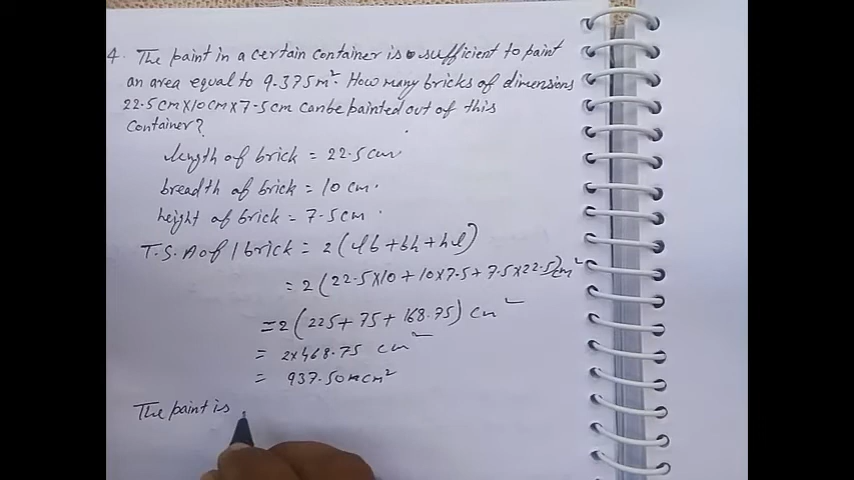 4. The paint in a certain container is sufficient to paint
an area equal to 9.375m². How many bricks of dimensions
22.5cm×10cm×7.5cm canbe painted out of this
container?
length of brick = 22.5cm.
breadth of brick = 10 cm.
height of brick = 7.5cm.
T.S.A of 1 brick = 2(lb+bh+hl)
= 2(22.5×10+10×7.5+7.5×22.5)cm²
=2(225+75+168.75) cm²
= 2×468.75 cm²
= 937.50 cm²
The paint is